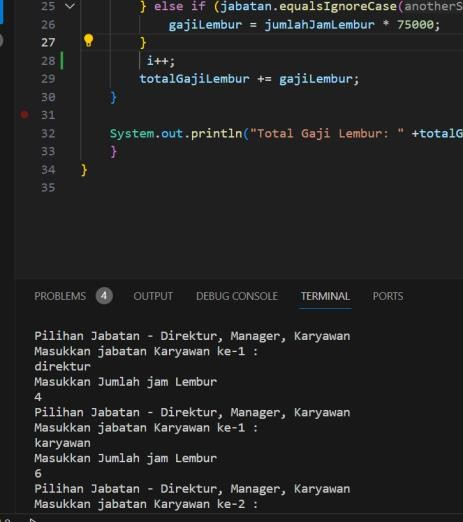 25 } else if (jabatan.equalsIgnoreCase(anotherS
26 gajiLembur = jumlahJamLembur * 75000;
27 }
28 i++;
29 totalGajiLembur += gajiLembur;
30 }
31
32 System.out.println("Total Gaji Lembur: " +totalG
33 }
34 }
35
PROBLEMS 4 OUTPUT DEBUG CONSOLE TERMINAL PORTS
Pilihan Jabatan - Direktur, Manager, Karyawan
Masukkan jabatan Karyawan ke-1 :
direktur
Masukkan Jumlah jam Lembur
4
Pilihan Jabatan - Direktur, Manager, Karyawan
Masukkan jabatan Karyawan ke-1 :
karyawan
Masukkan Jumlah jam Lembur
6
Pilihan Jabatan - Direktur, Manager, Karyawan
Masukkan jabatan Karyawan ke-2 :